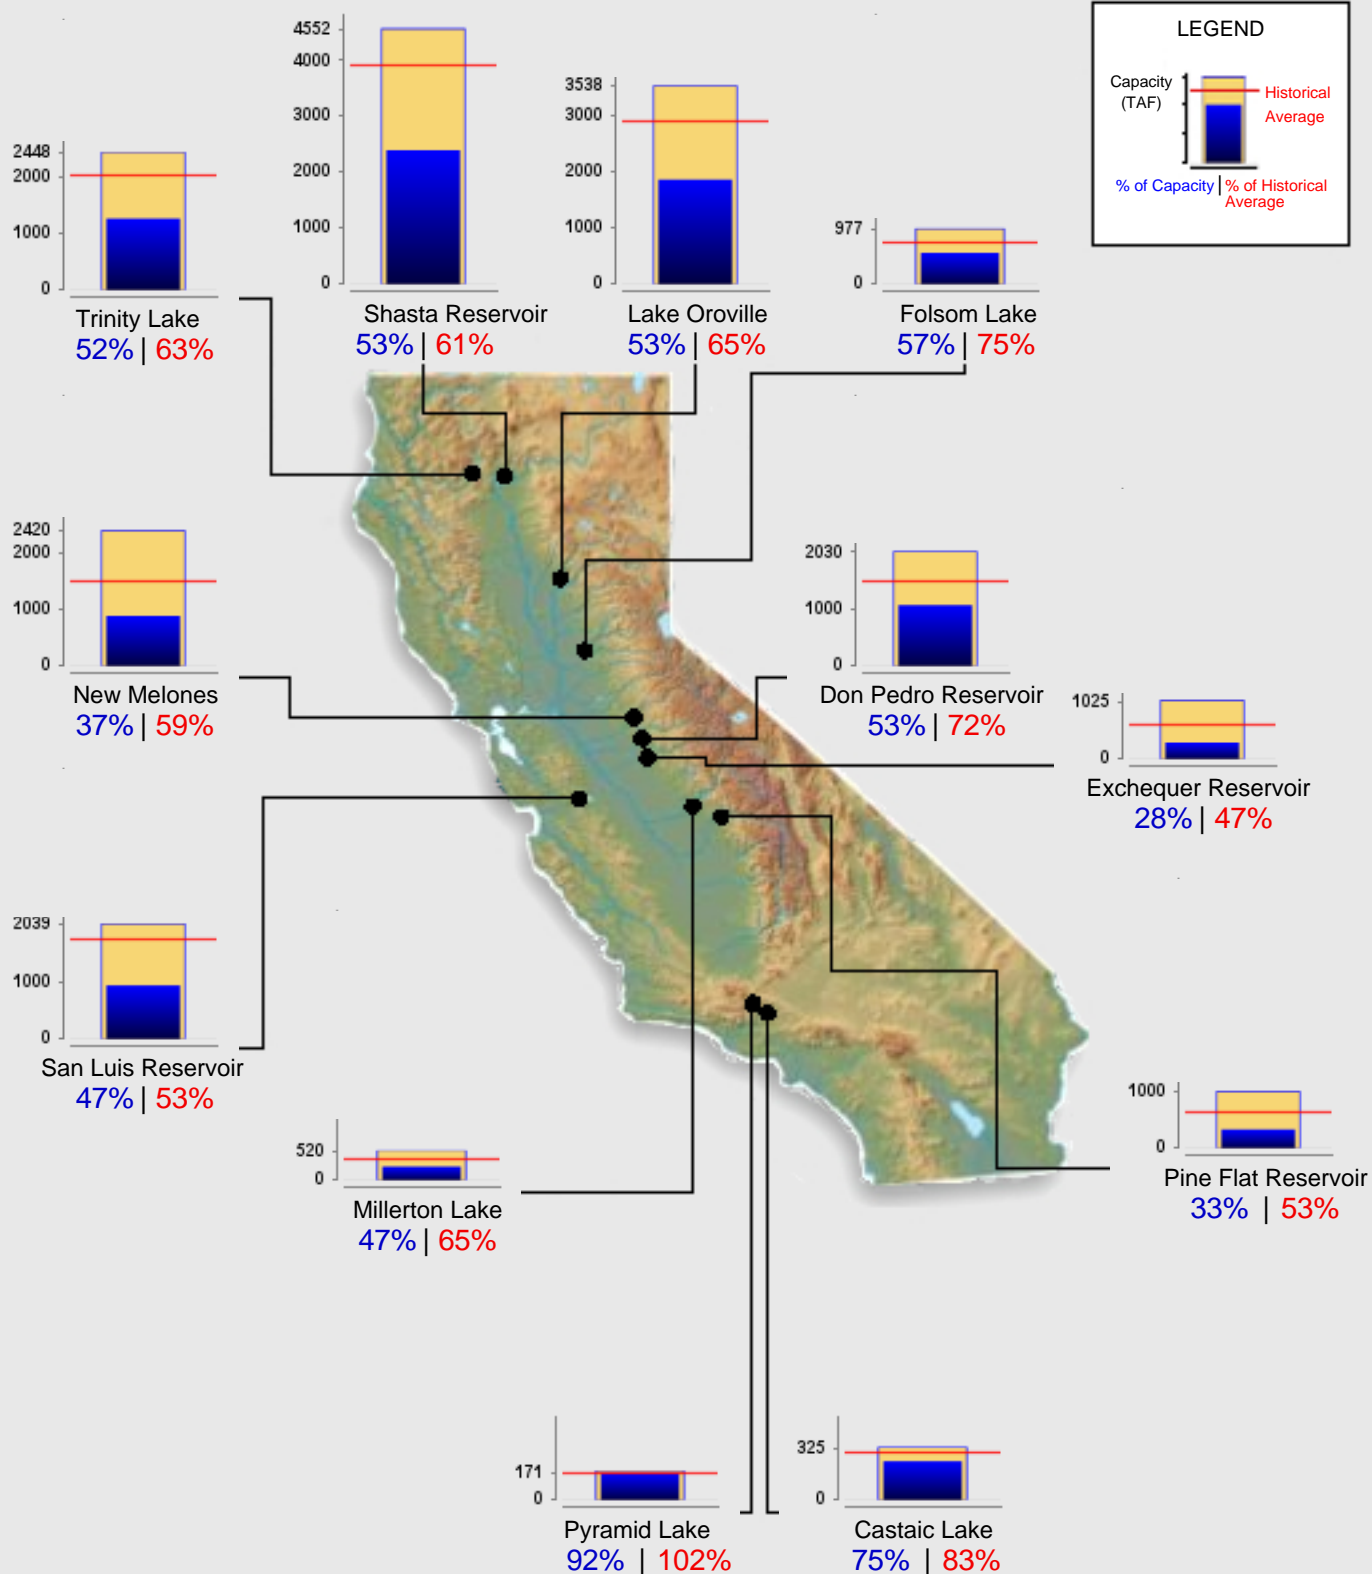 LEGEND
Capacity
(TAF)
Historical
Average
% of Capacity | % of Historical
Average
4552
4000
3000
2000
1000
0
Shasta Reservoir
53% | 61%
3538
3000
2000
1000
0
Lake Oroville
53% | 65%
2448
2000
1000
0
Trinity Lake
52% | 63%
977
0
Folsom Lake
57% | 75%
2420
2000
1000
0
New Melones
37% | 59%
2030
1000
0
Don Pedro Reservoir
53% | 72%
1025
0
Exchequer Reservoir
28% | 47%
2039
1000
0
San Luis Reservoir
47% | 53%
520
0
Millerton Lake
47% | 65%
1000
0
Pine Flat Reservoir
33% | 53%
171
0
Pyramid Lake
92% | 102%
325
0
Castaic Lake
75% | 83%